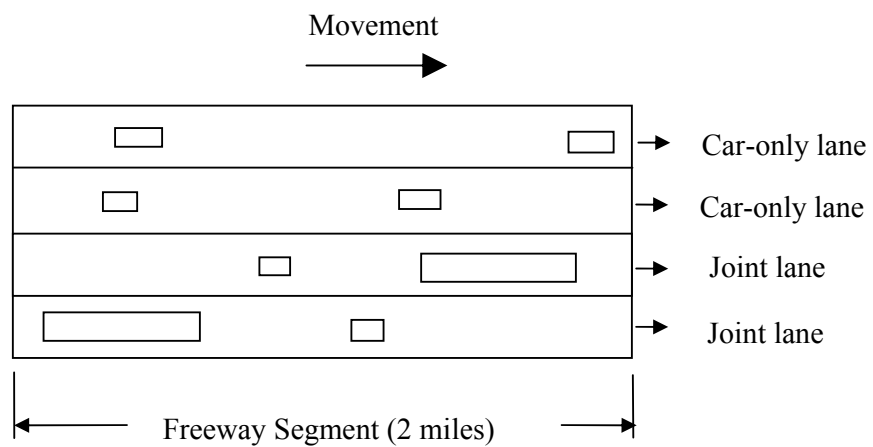 Movement
Car-only lane
Car-only lane
Joint lane
Joint lane
Freeway Segment (2 miles)